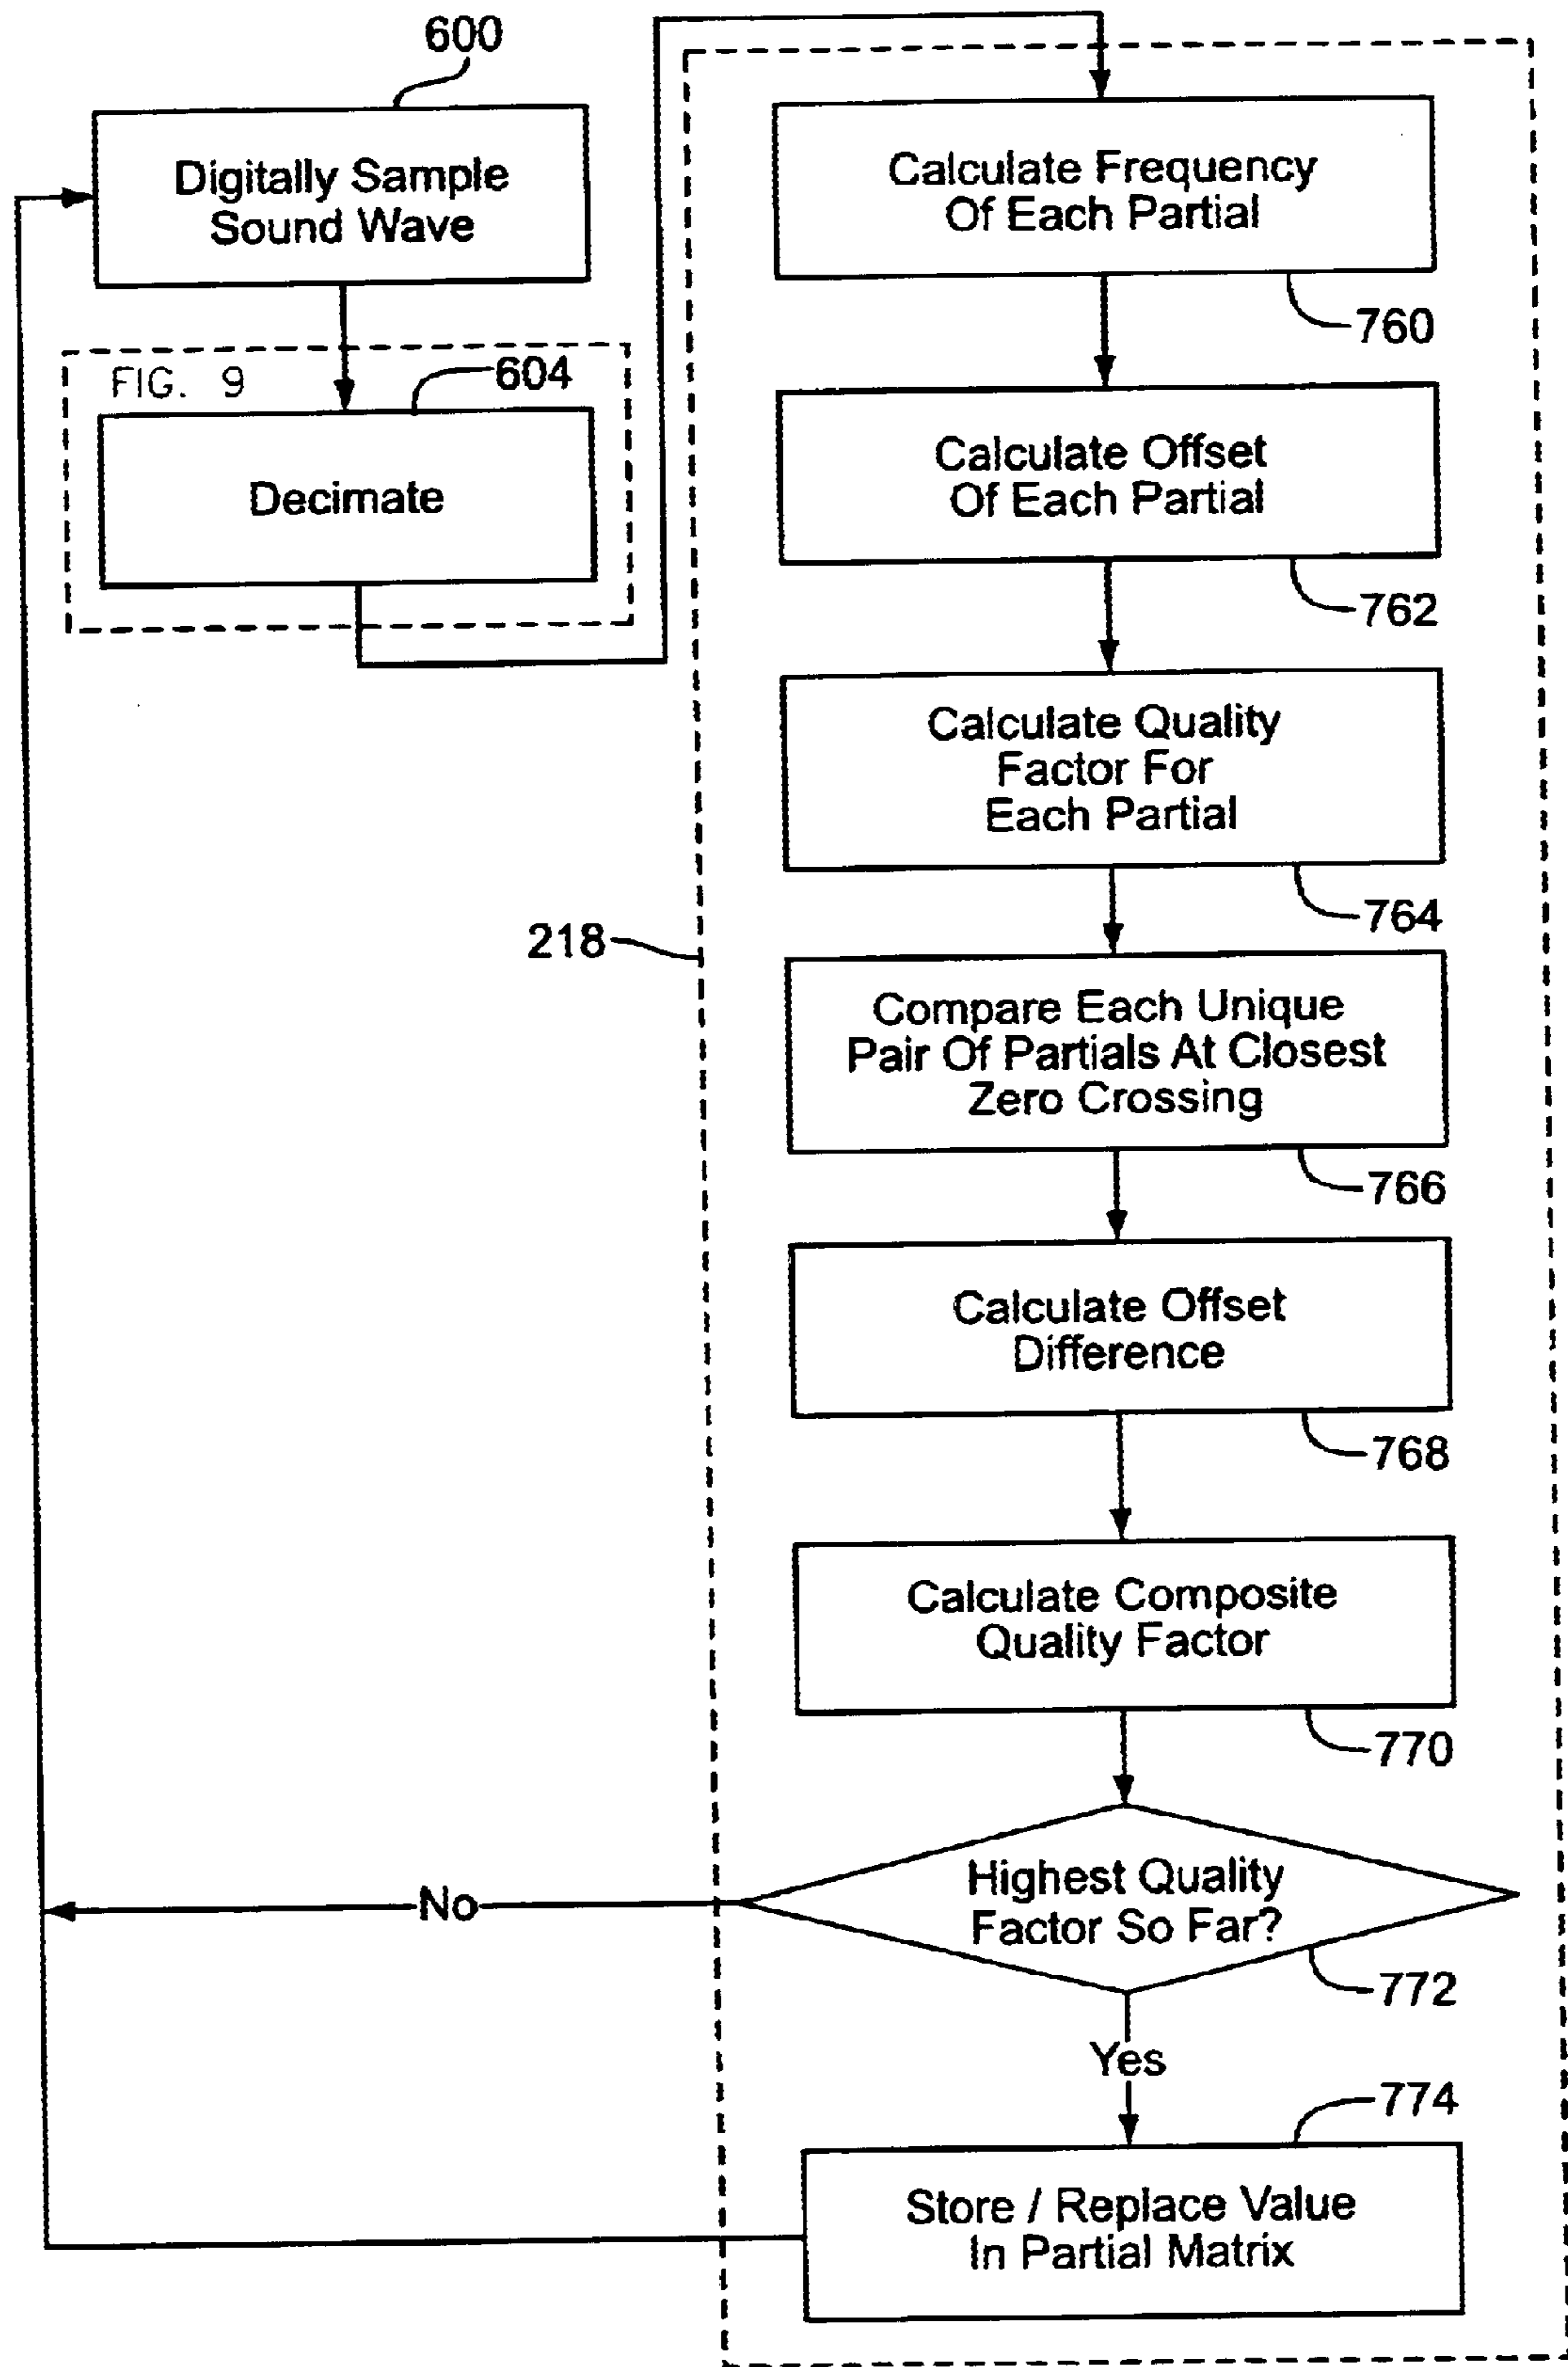 600
Digitally Sample
Sound Wave
FIG. 9
604
Decimate
Calculate Frequency
Of Each Partial
760
Calculate Offset
Of Each Partial
762
Calculate Quality
Factor For
Each Partial
764
218
Compare Each Unique
Pair Of Partials At Closest
Zero Crossing
766
Calculate Offset
Difference
768
Calculate Composite
Quality Factor
770
Highest Quality
Factor So Far?
772
No
Yes
774
Store / Replace Value
In Partial Matrix